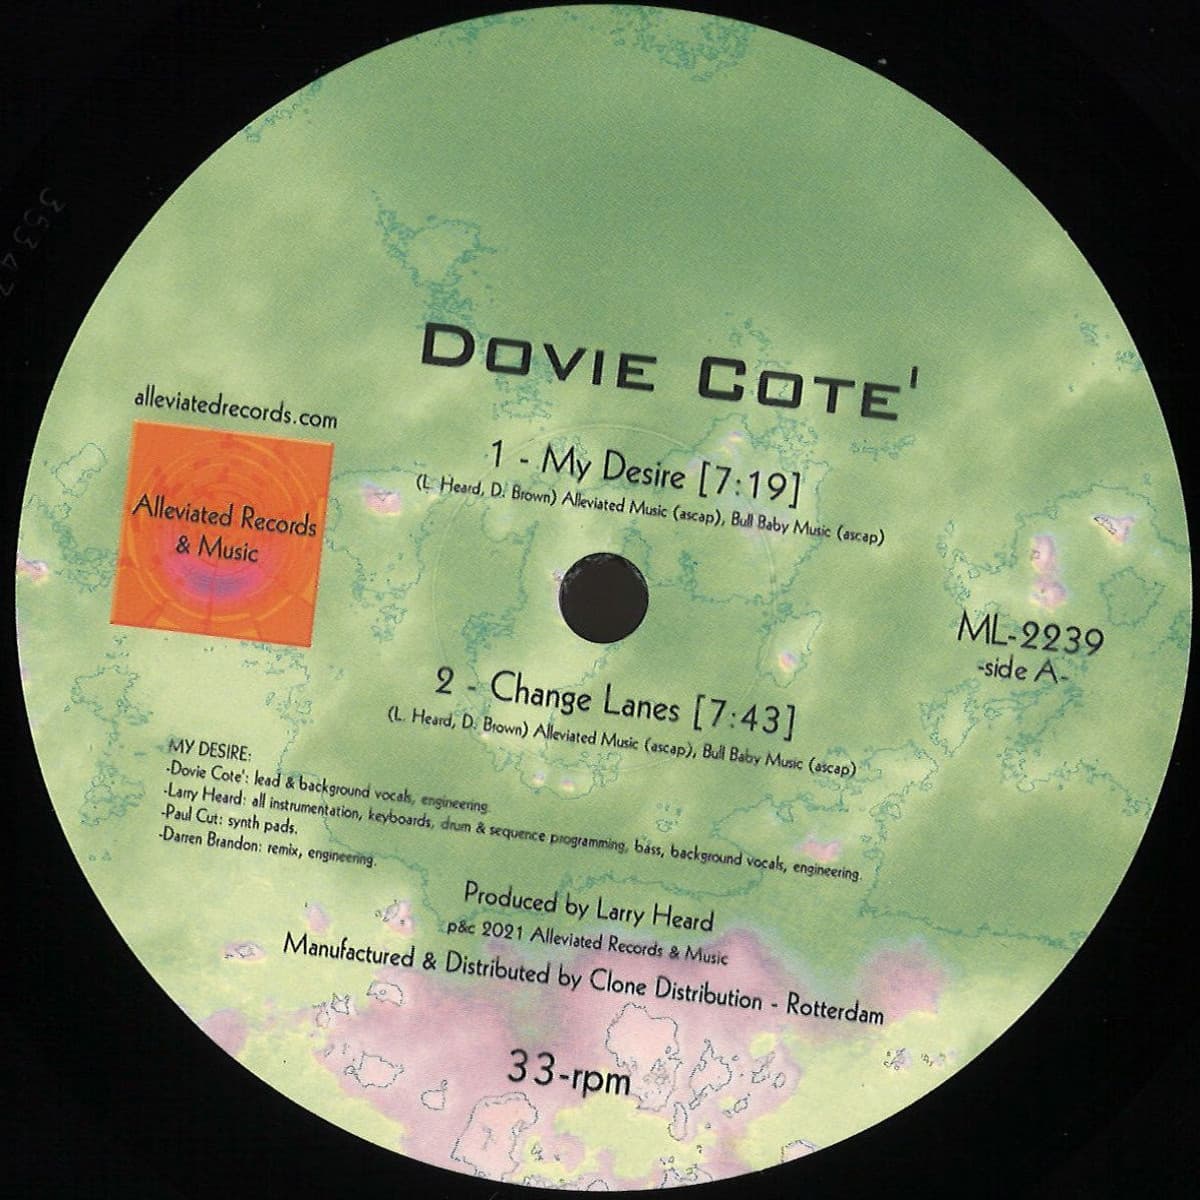 DOVIE COTE'
1 - My Desire [7:19]
(L. Heard, D. Brown) Alleviated Music (ascap), Bull Baby Music (ascap)
alleviatedrecords.com
Alleviated Records
& Music
ML-2239
-side A-
2 - Change Lanes [7:43]
(L. Heard, D. Brown) Alleviated Music (ascap), Bull Baby Music (ascap)
MY DESIRE:
-Dovie Cote': lead & background vocals, engineering.
-Larry Heard: all instrumentation, keyboards, drum & sequence programming, bass, background vocals, engineering.
-Paul Cut: synth pads.
-Darren Brandon: remix, engineering.
Produced by Larry Heard
p&c 2021 Alleviated Records & Music
Manufactured & Distributed by Clone Distribution - Rotterdam
33-rpm